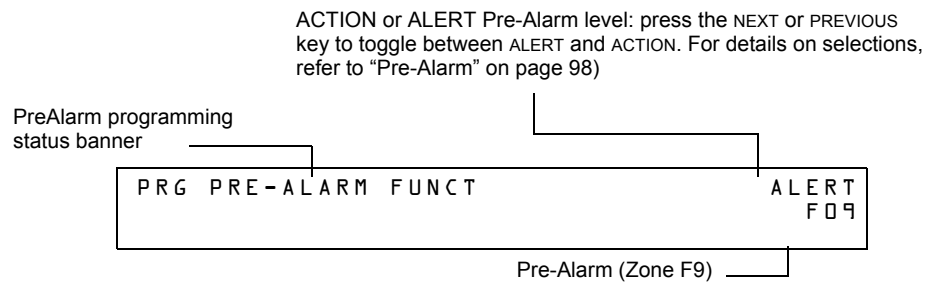 ACTION or ALERT Pre-Alarm level: press the NEXT or PREVIOUS
key to toggle between ALERT and ACTION. For details on selections,
refer to “Pre-Alarm” on page 98)
PreAlarm programming
status banner
PRG PRE-ALARM FUNCT ALERT
F09
Pre-Alarm (Zone F9)